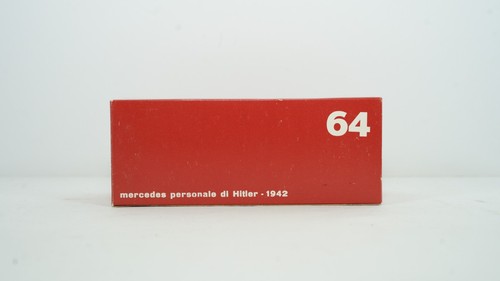 64
mercedes personale di Hitler - 1942